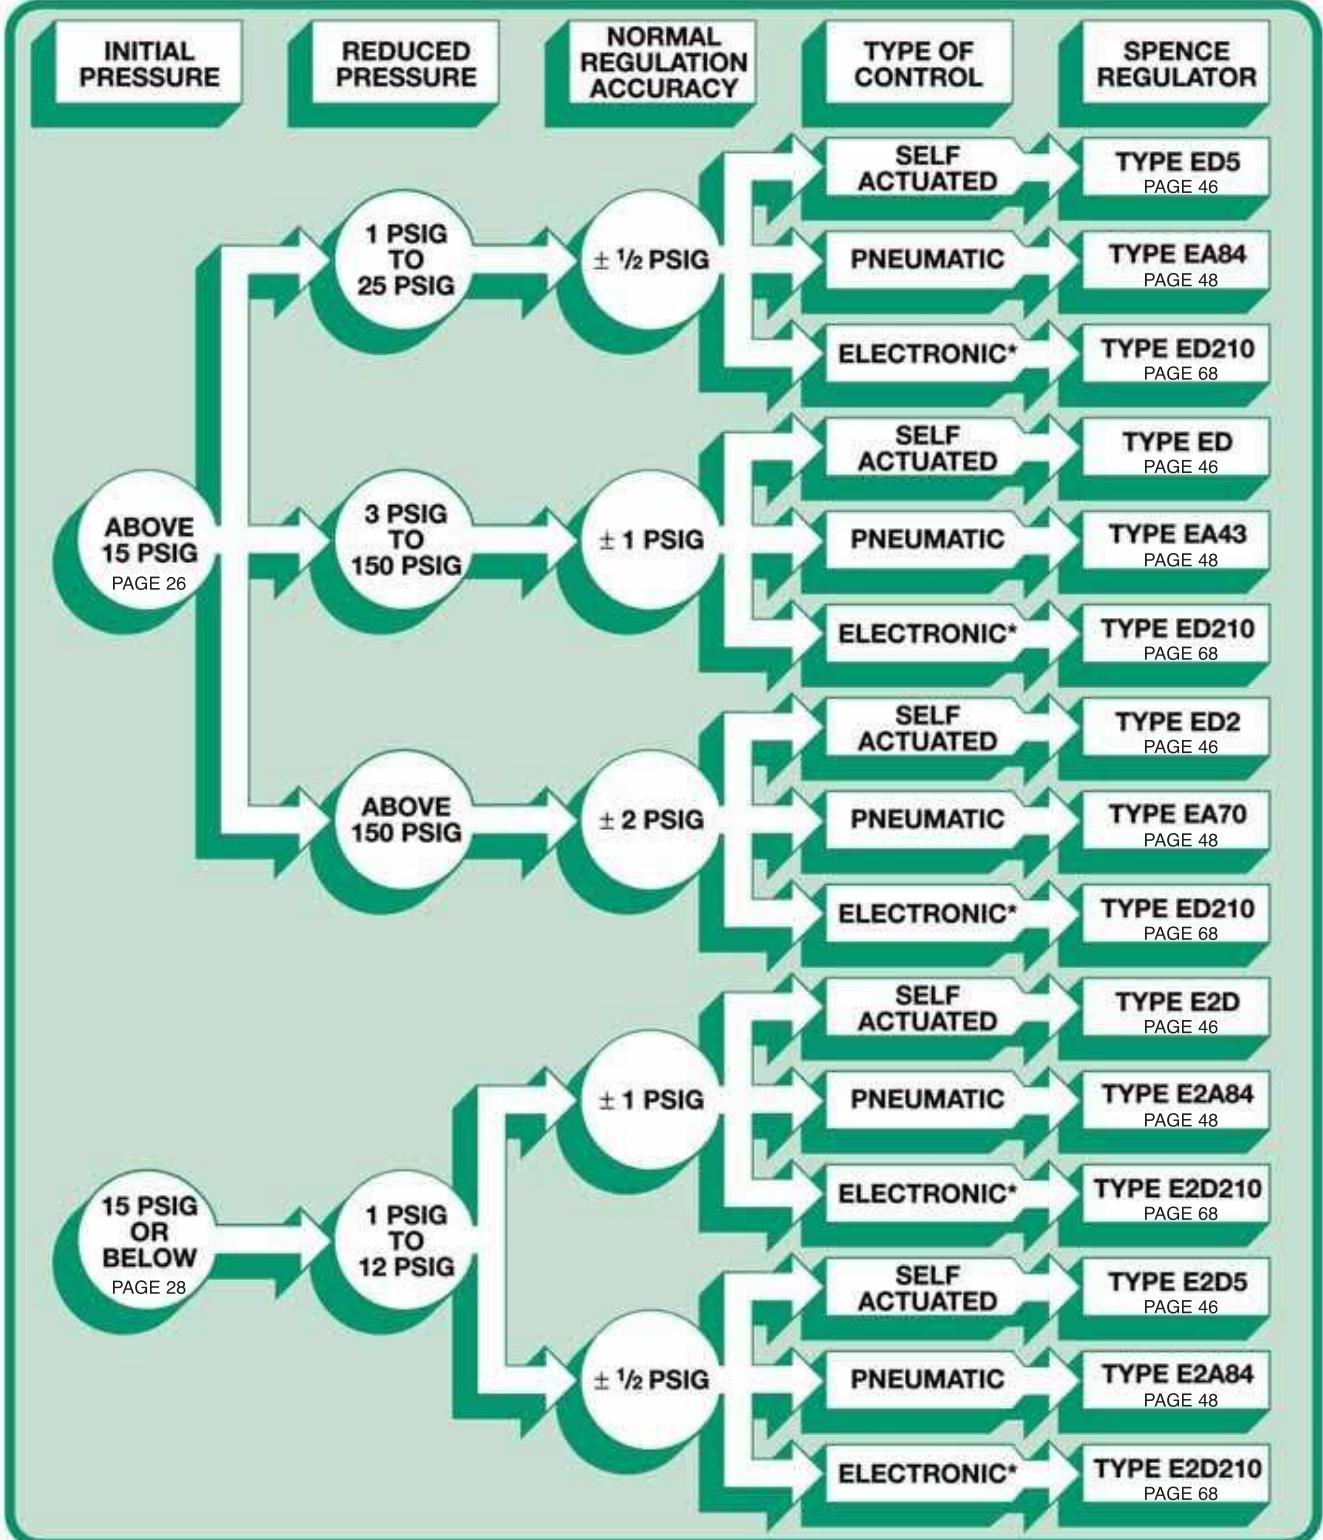 INITIAL
PRESSURE
REDUCED
PRESSURE
NORMAL
REGULATION
ACCURACY
TYPE OF
CONTROL
SPENCE
REGULATOR
ABOVE
15 PSIG
PAGE 26
1 PSIG
TO
25 PSIG
± 1/2 PSIG
SELF
ACTUATED
TYPE ED5
PAGE 46
PNEUMATIC
TYPE EA84
PAGE 48
ELECTRONIC*
TYPE ED210
PAGE 68
3 PSIG
TO
150 PSIG
± 1 PSIG
SELF
ACTUATED
TYPE ED
PAGE 46
PNEUMATIC
TYPE EA43
PAGE 48
ELECTRONIC*
TYPE ED210
PAGE 68
ABOVE
150 PSIG
± 2 PSIG
SELF
ACTUATED
TYPE ED2
PAGE 46
PNEUMATIC
TYPE EA70
PAGE 48
ELECTRONIC*
TYPE ED210
PAGE 68
15 PSIG
OR
BELOW
PAGE 28
1 PSIG
TO
12 PSIG
± 1 PSIG
SELF
ACTUATED
TYPE E2D
PAGE 46
PNEUMATIC
TYPE E2A84
PAGE 48
ELECTRONIC*
TYPE E2D210
PAGE 68
± 1/2 PSIG
SELF
ACTUATED
TYPE E2D5
PAGE 46
PNEUMATIC
TYPE E2A84
PAGE 48
ELECTRONIC*
TYPE E2D210
PAGE 68